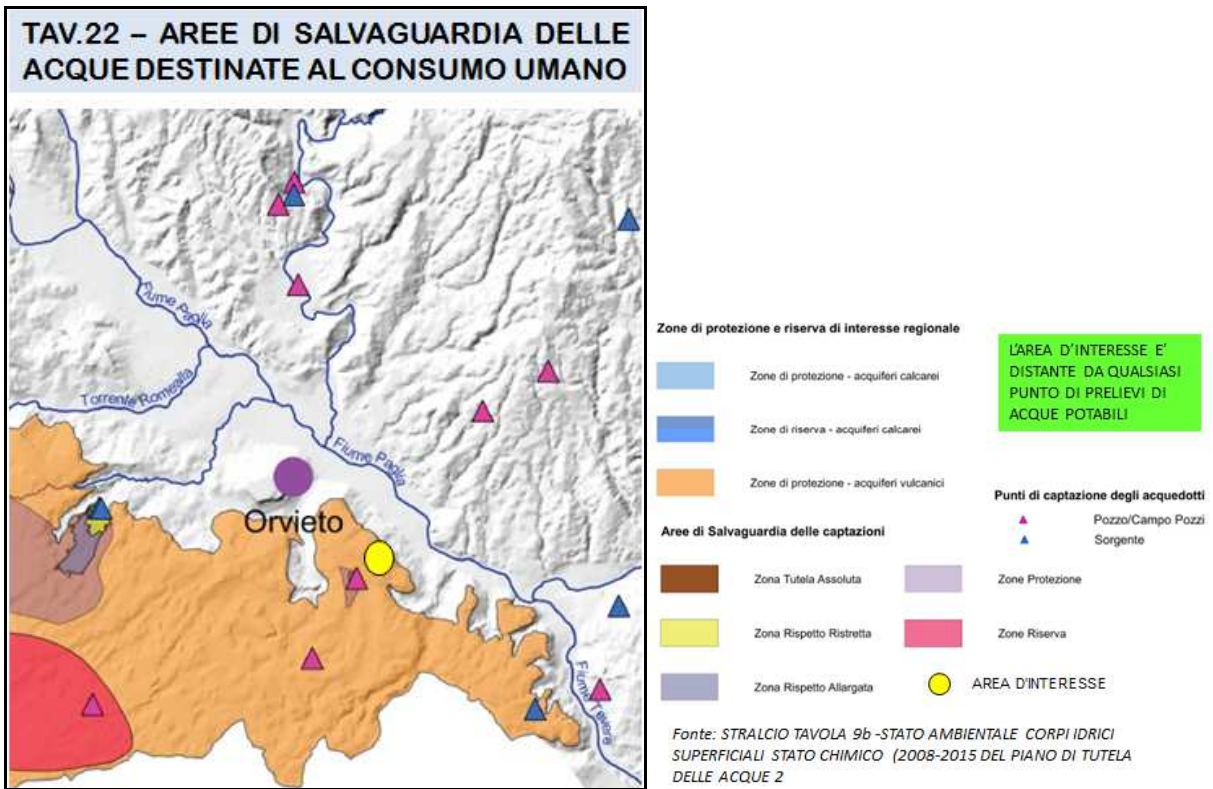 TAV.22 – AREE DI SALVAGUARDIA DELLE
ACQUE DESTINATE AL CONSUMO UMANO
Fiume Paglia
Torrente Romealla
Fiume Paglia
Orvieto
Fiume Tevere
Zone di protezione e riserva di interesse regionale
Zone di protezione - acquiferi calcarei
Zone di riserva - acquiferi calcarei
Zone di protezione - acquiferi vulcanici
L'AREA D'INTERESSE E'
DISTANTE DA QUALSIASI
PUNTO DI PRELIEVI DI
ACQUE POTABILI
Punti di captazione degli acquedotti
Pozzo/Campo Pozzi
Sorgente
Aree di Salvaguardia delle captazioni
Zona Tutela Assoluta
Zone Protezione
Zona Rispetto Ristretta
Zone Riserva
Zona Rispetto Allargata
AREA D'INTERESSE
Fonte: STRALCIO TAVOLA 9b -STATO AMBIENTALE CORPI IDRICI
SUPERFICIALI STATO CHIMICO (2008-2015 DEL PIANO DI TUTELA
DELLE ACQUE 2